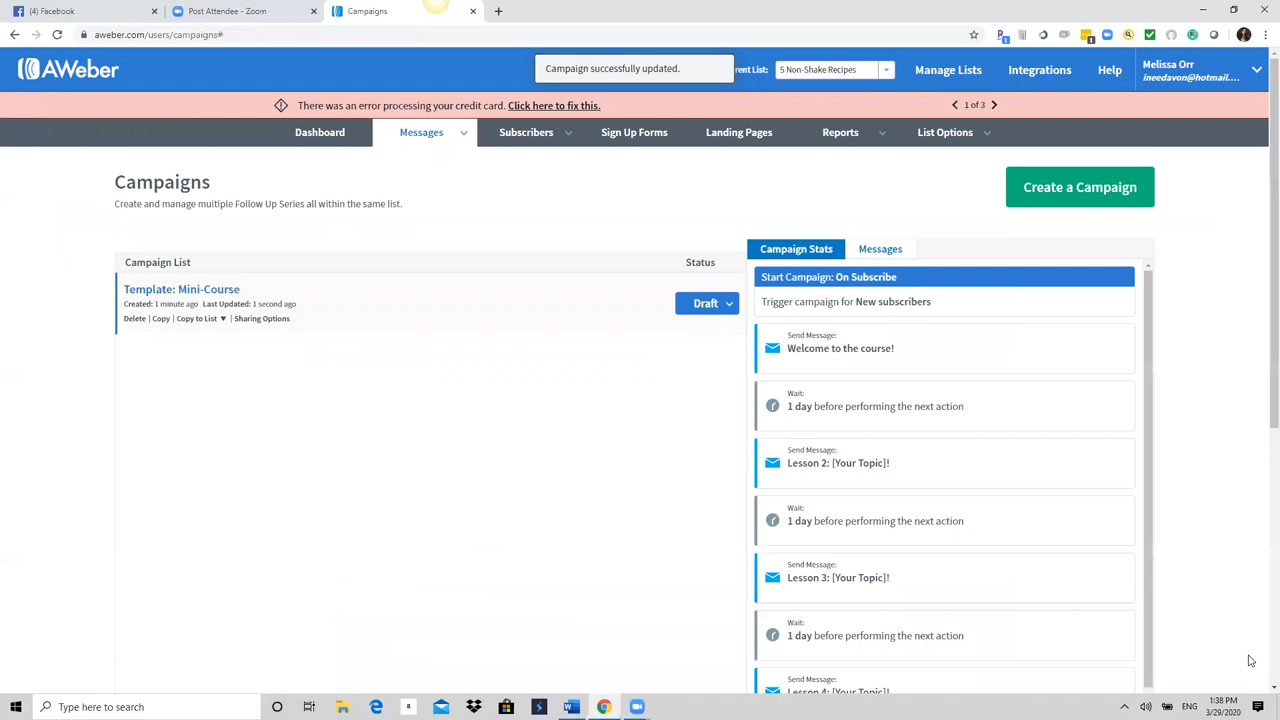 (4) Facebook
Post Attendee - Zoom
Campaigns
aweber.com/users/campaigns#
AWeber
Campaign successfully updated.
rent List:
5 Non-Shake Recipes
Manage Lists
Integrations
Help
Melissa Orr
ineedavon@hotmail....
There was an error processing your credit card. Click here to fix this.
1 of 3
Dashboard
Messages
Subscribers
Sign Up Forms
Landing Pages
Reports
List Options
Campaigns
Create and manage multiple Follow Up Series all within the same list.
Create a Campaign
Campaign List
Status
Template: Mini-Course
Created: 1 minute ago Last Updated: 1 second ago
Delete | Copy | Copy to List ▼ | Sharing Options
Draft
Campaign Stats
Messages
Start Campaign: On Subscribe
Trigger campaign for New subscribers
Send Message:
Welcome to the course!
Wait:
1 day before performing the next action
Send Message:
Lesson 2: [Your Topic]!
Wait:
1 day before performing the next action
Send Message:
Lesson 3: [Your Topic]!
Wait:
1 day before performing the next action
Send Message:
Lesson 4: [Your Topic]!
Type here to search
ENG
1:38 PM
3/29/2020